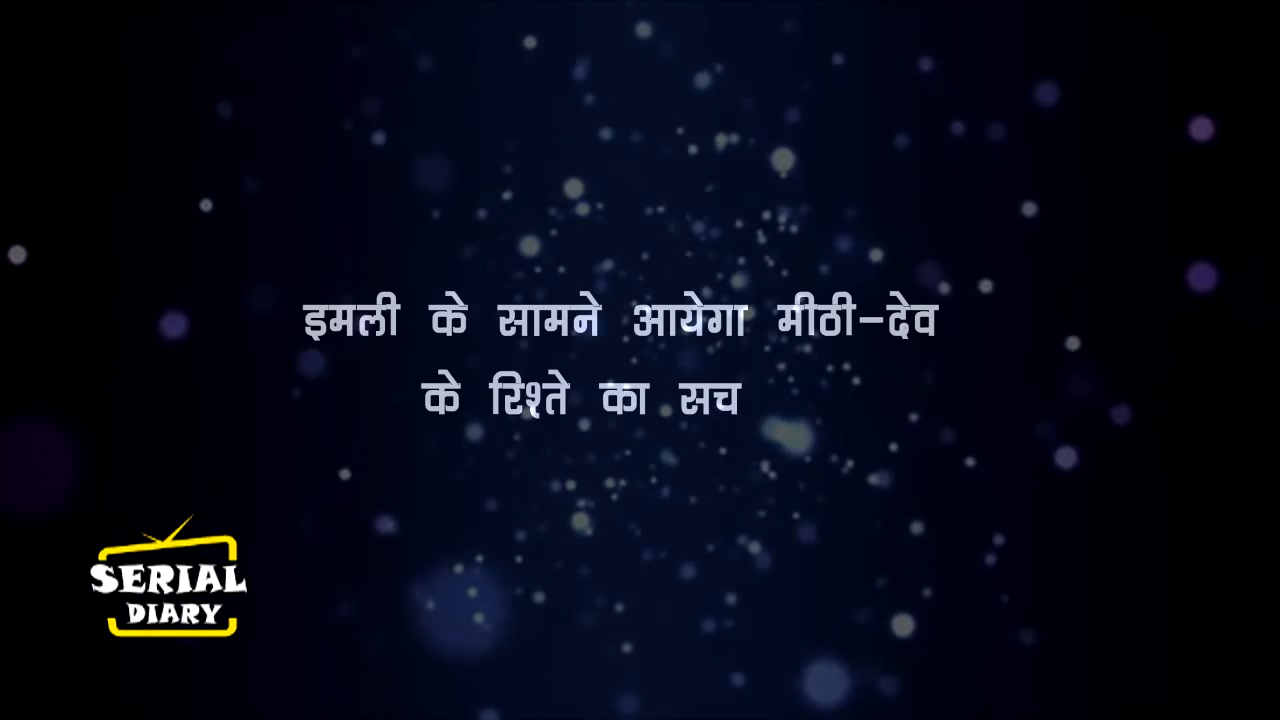 इमली के सामने आयेगा मीठी-देव
के रिश्ते का सच
SERIAL
DIARY